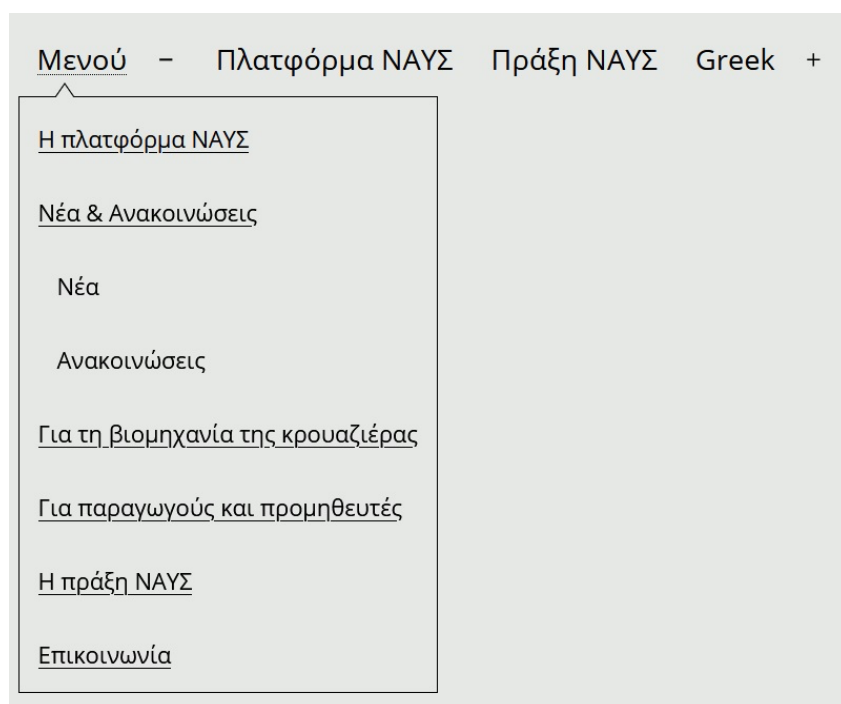 Μενού − Πλατφόρμα ΝΑΥΣ Πράξη ΝΑΥΣ Greek +
Η πλατφόρμα ΝΑΥΣ
Νέα & Ανακοινώσεις
Νέα
Ανακοινώσεις
Για τη βιομηχανία της κρουαζιέρας
Για παραγωγούς και προμηθευτές
Η πράξη ΝΑΥΣ
Επικοινωνία